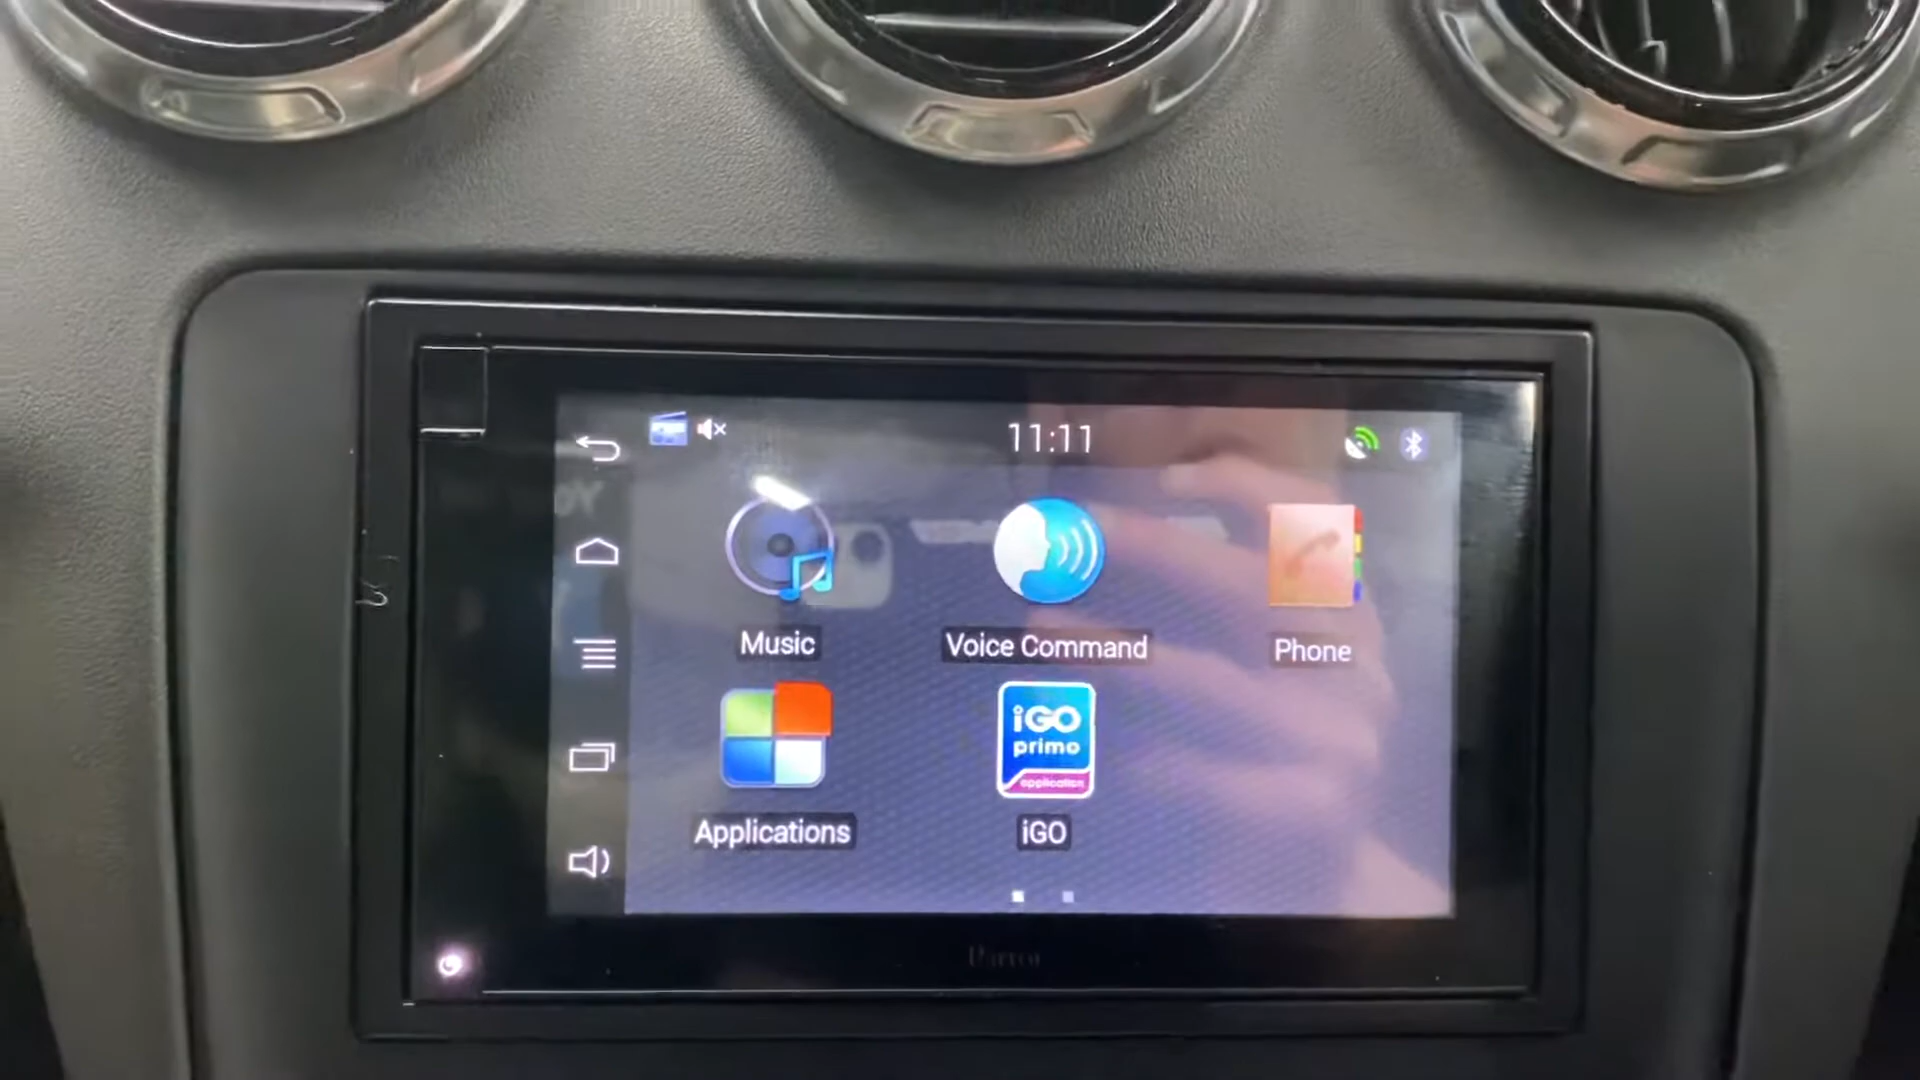 11:11
Music
Voice Command
Phone
iGO
primo
application
Applications
iGO
Parrot